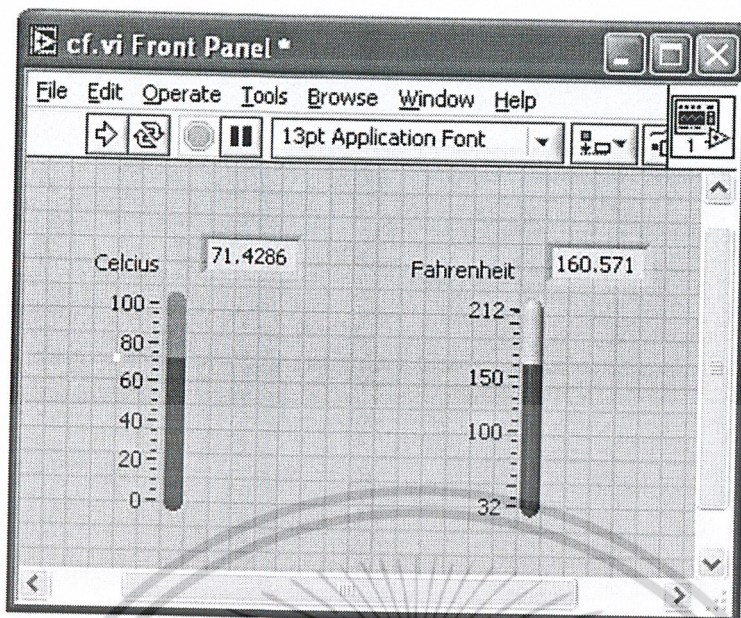 cf.vi Front Panel *
File Edit Operate Tools Browse Window Help
13pt Application Font
1
Celcius 71.4286
Fahrenheit 160.571
100
80
60
40
20
0
212
150
100
32